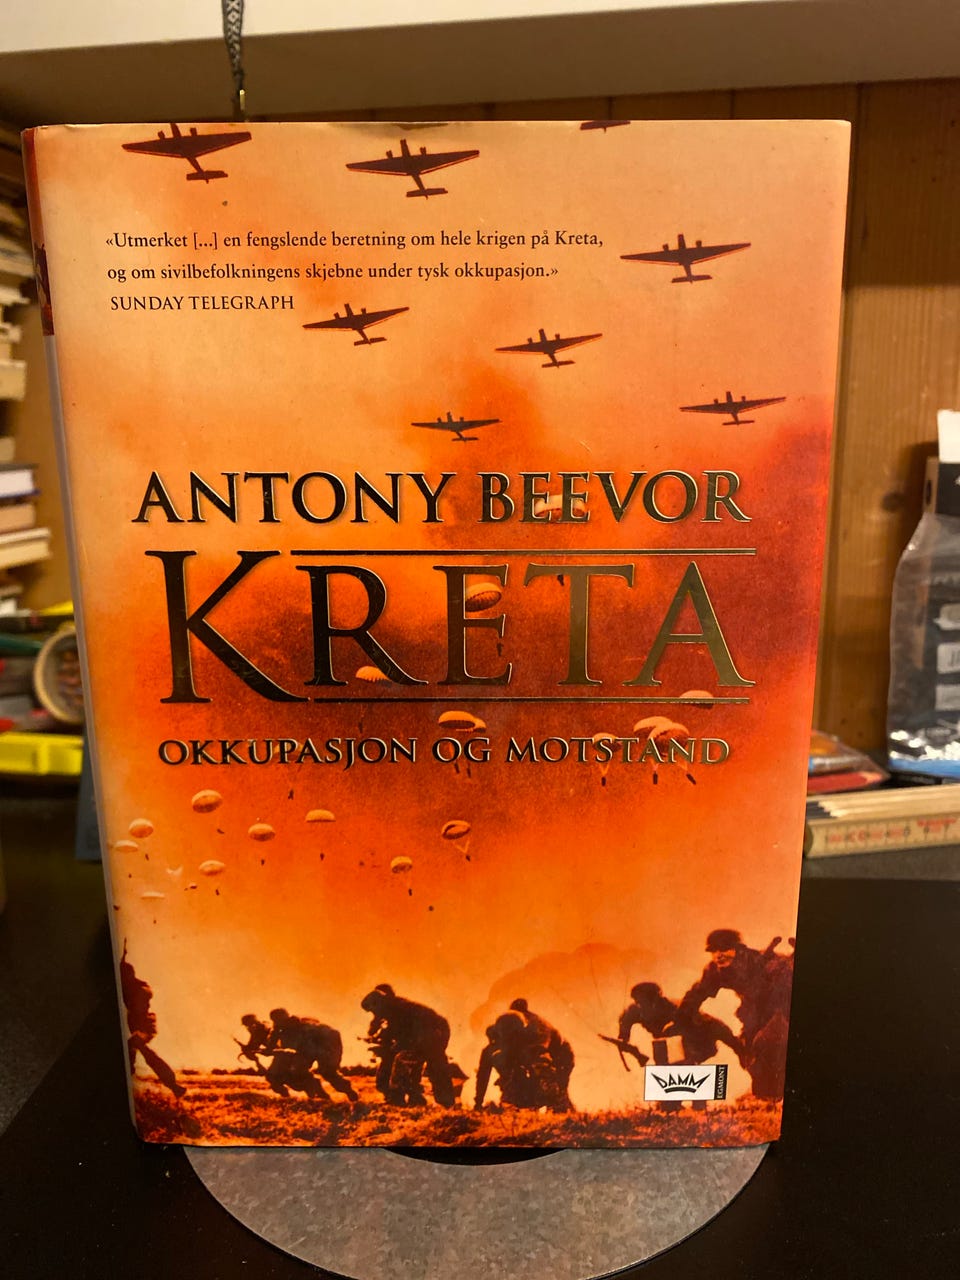 «Utmerket [...] en fengslende beretning om hele krigen på Kreta,
og om sivilbefolkningens skjebne under tysk okkupasjon.»
SUNDAY TELEGRAPH
ANTONY BEEVOR
KRETA
OKKUPASJON OG MOTSTAND
DAMM
EGMONT